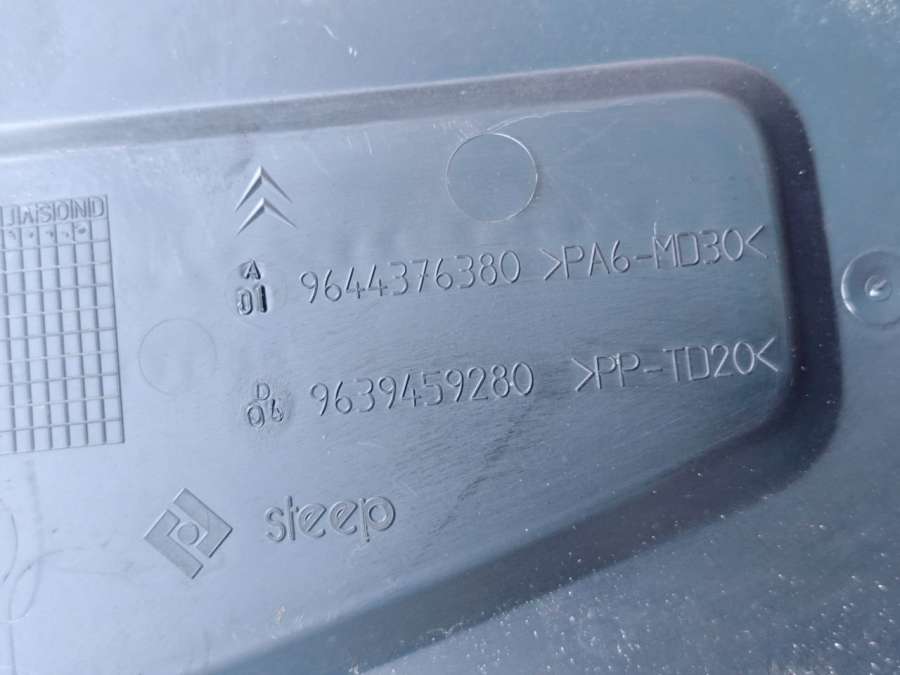 JASOND
A
01 9644376380 >PA6-MD30<
D
04 9639459280 >PP-TD20<
steep